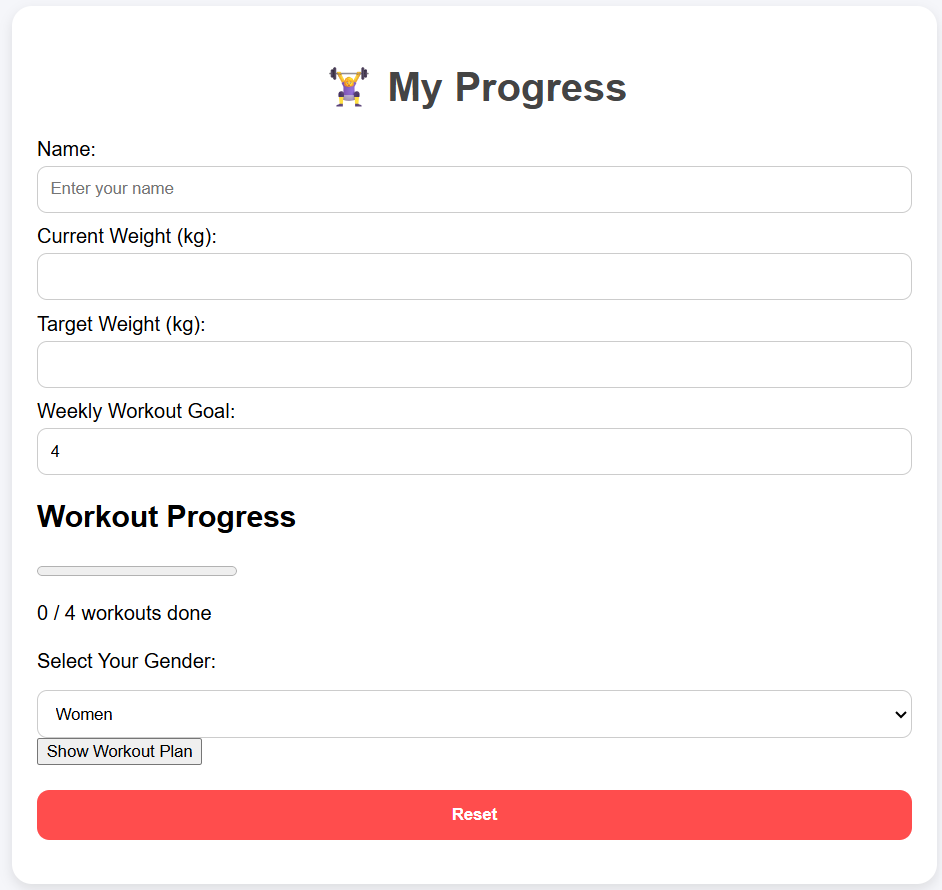 🏋️‍♀️ My Progress
Name:
Enter your name
Current Weight (kg):
Target Weight (kg):
Weekly Workout Goal:
4
Workout Progress
0 / 4 workouts done
Select Your Gender:
Women
Show Workout Plan
Reset